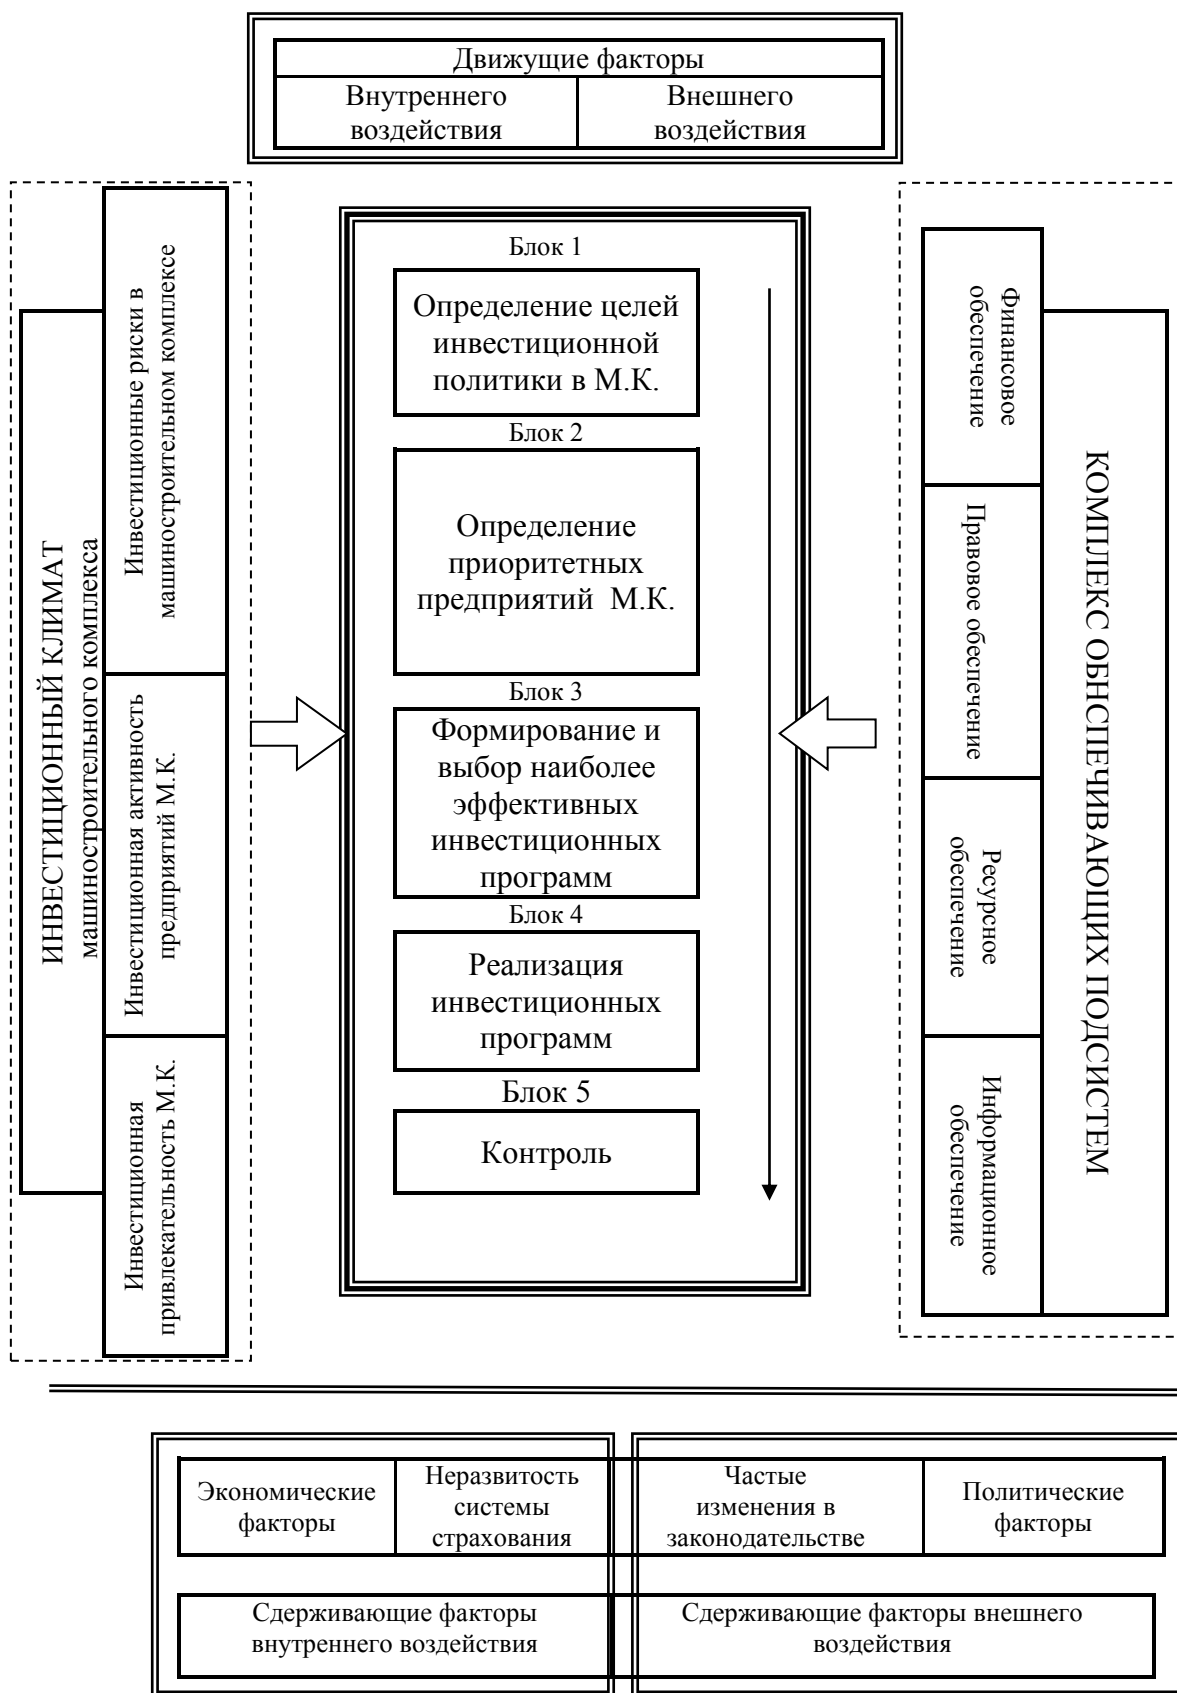 Движущие факторы
Внутреннего
воздействия
Внешнего
воздействия
ИНВЕСТИЦИОННЫЙ КЛИМАТ
машиностроительного комплекса
Инвестиционные риски в
машиностроительном комплексе
Инвестиционная активность
предприятий М.К.
Инвестиционная
привлекательность М.К.
Блок 1
Определение целей
инвестиционной
политики в М.К.
Блок 2
Определение
приоритетных
предприятий М.К.
Блок 3
Формирование и
выбор наиболее
эффективных
инвестиционных
программ
Блок 4
Реализация
инвестиционных
программ
Блок 5
Контроль
Финансовое
обеспечение
Правовое обеспечение
Ресурсное
обеспечение
Информационное
обеспечение
КОМПЛЕКС ОБНСПЕЧИВАЮЩИХ ПОДСИСТЕМ
Экономические
факторы
Неразвитость
системы
страхования
Частые
изменения в
законодательстве
Политические
факторы
Сдерживающие факторы
внутреннего воздействия
Сдерживающие факторы внешнего
воздействия